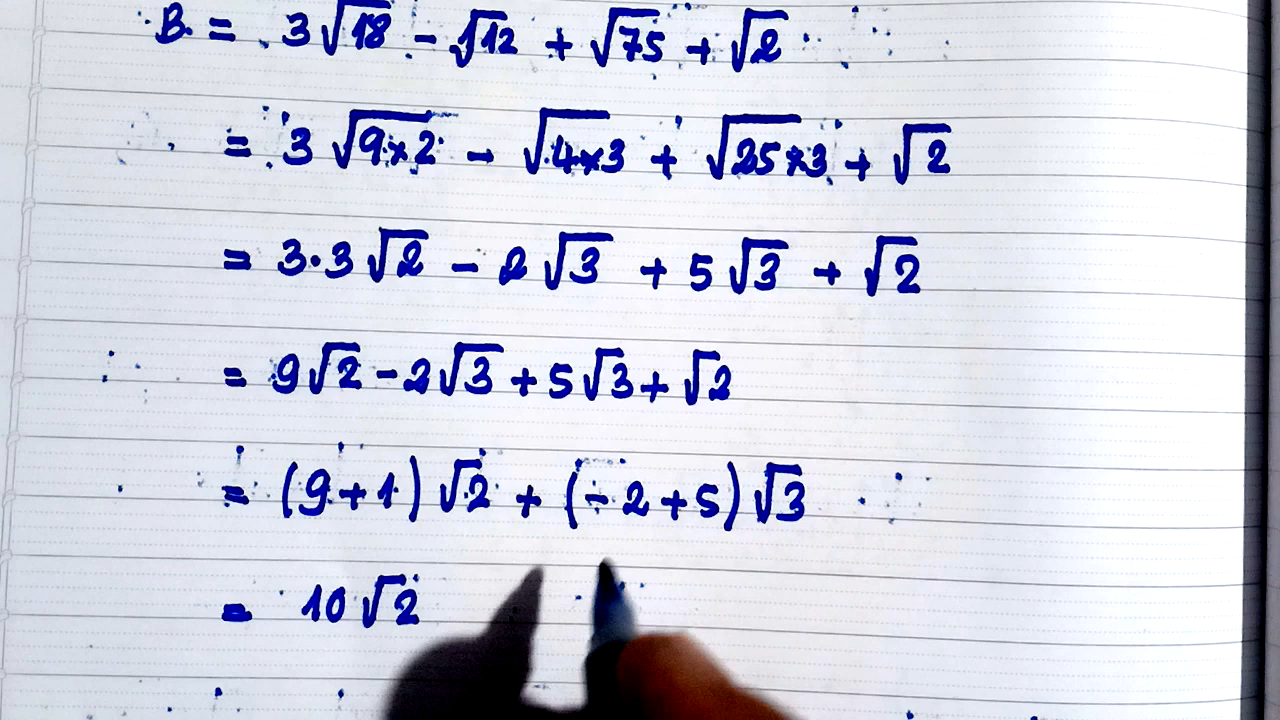 B = 3√18 - √12 + √75 + √2
= 3√9×2 - √4×3 + √25×3 + √2
= 3·3√2 - 2√3 + 5√3 + √2
= 9√2 - 2√3 + 5√3 + √2
= (9+1)√2 + (-2+5)√3
= 10√2